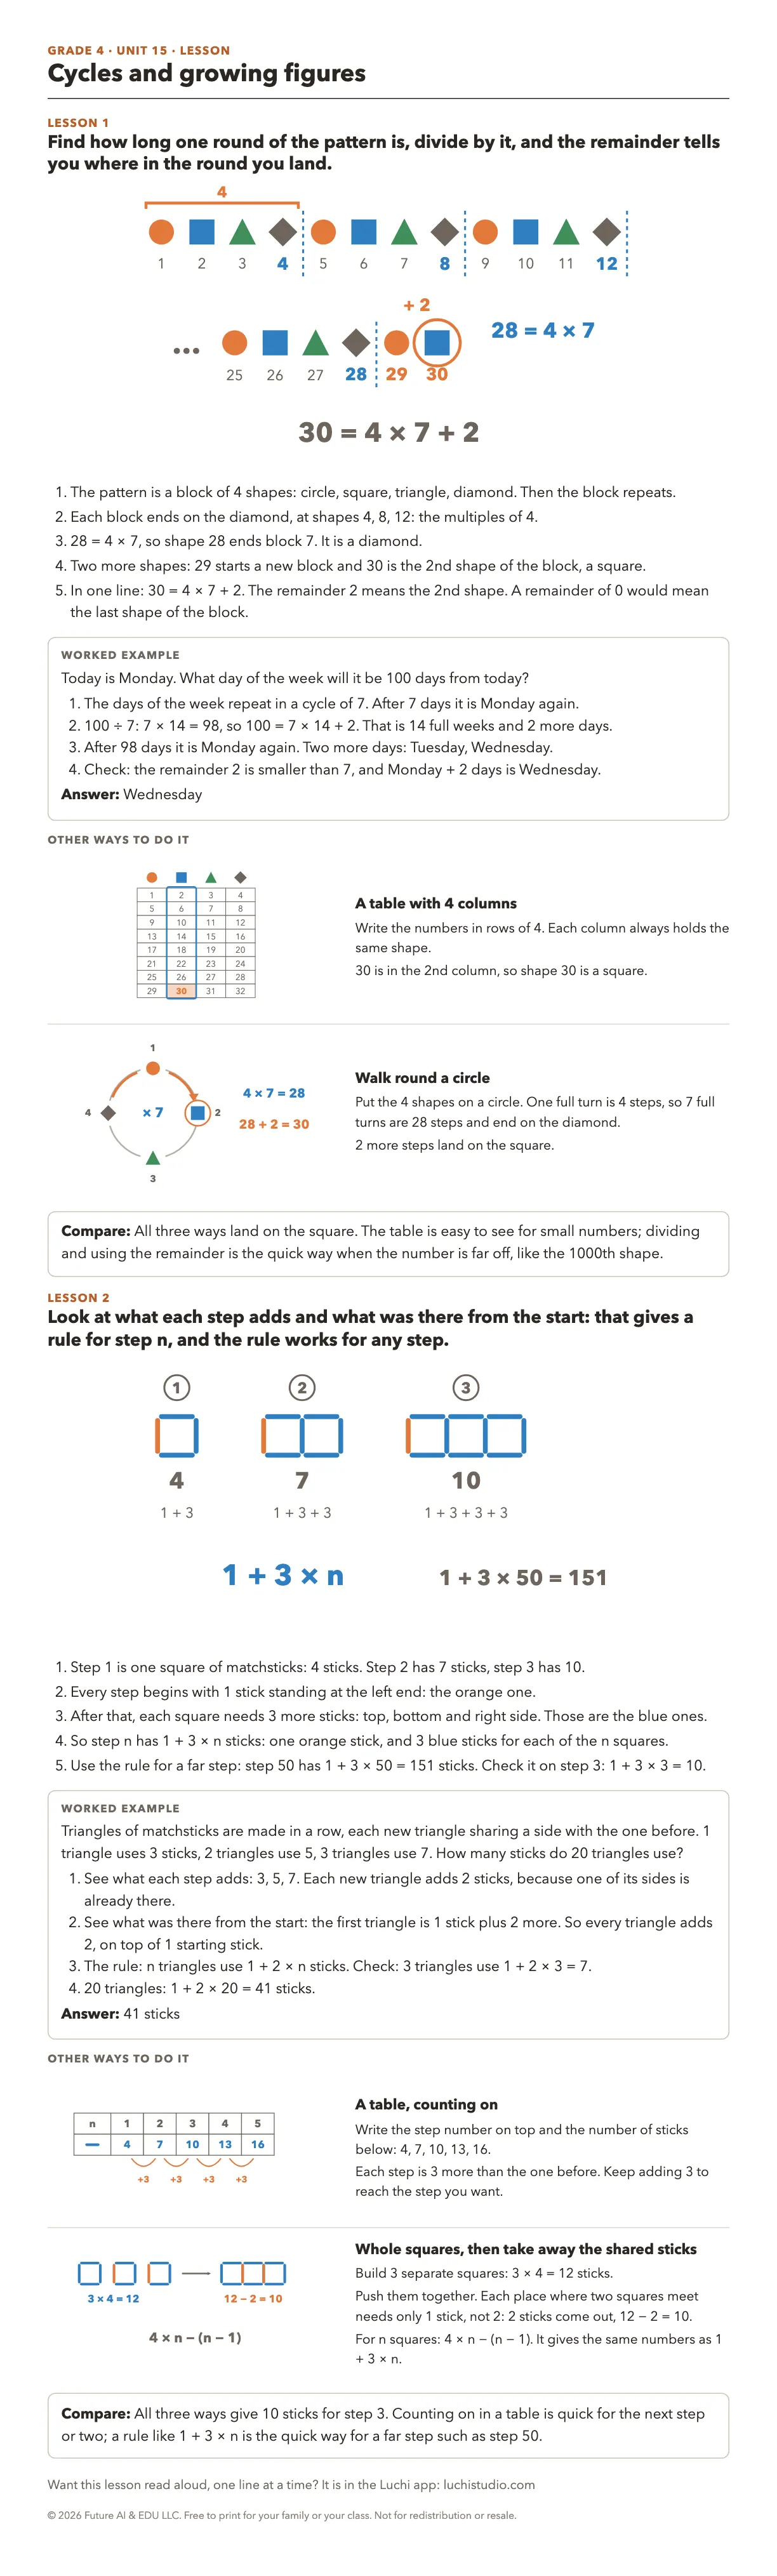 GRADE 4 · UNIT 15 · LESSON
Cycles and growing figures
LESSON 1
Find how long one round of the pattern is, divide by it, and the remainder tells
you where in the round you land.
4
1 2 3 4 5 6 7 8 9 10 11 12
+ 2
28 = 4 × 7
...
25 26 27 28 29 30
30 = 4 × 7 + 2
1. The pattern is a block of 4 shapes: circle, square, triangle, diamond. Then the block repeats.
2. Each block ends on the diamond, at shapes 4, 8, 12: the multiples of 4.
3. 28 = 4 × 7, so shape 28 ends block 7. It is a diamond.
4. Two more shapes: 29 starts a new block and 30 is the 2nd shape of the block, a square.
5. In one line: 30 = 4 × 7 + 2. The remainder 2 means the 2nd shape. A remainder of 0 would mean
the last shape of the block.
WORKED EXAMPLE
Today is Monday. What day of the week will it be 100 days from today?
1. The days of the week repeat in a cycle of 7. After 7 days it is Monday again.
2. 100 ÷ 7: 7 × 14 = 98, so 100 = 7 × 14 + 2. That is 14 full weeks and 2 more days.
3. After 98 days it is Monday again. Two more days: Tuesday, Wednesday.
4. Check: the remainder 2 is smaller than 7, and Monday + 2 days is Wednesday.
Answer: Wednesday
OTHER WAYS TO DO IT
1 2 3 4
5 6 7 8
9 10 11 12
13 14 15 16
17 18 19 20
21 22 23 24
25 26 27 28
29 30 31 32
A table with 4 columns
Write the numbers in rows of 4. Each column always holds the
same shape.
30 is in the 2nd column, so shape 30 is a square.
1
4 × 7 2
3
4 × 7 = 28
28 + 2 = 30
Walk round a circle
Put the 4 shapes on a circle. One full turn is 4 steps, so 7 full
turns are 28 steps and end on the diamond.
2 more steps land on the square.
Compare: All three ways land on the square. The table is easy to see for small numbers; dividing
and using the remainder is the quick way when the number is far off, like the 1000th shape.
LESSON 2
Look at what each step adds and what was there from the start: that gives a
rule for step n, and the rule works for any step.
1 2 3
4 7 10
1 + 3 1 + 3 + 3 1 + 3 + 3 + 3
1 + 3 × n 1 + 3 × 50 = 151
1. Step 1 is one square of matchsticks: 4 sticks. Step 2 has 7 sticks, step 3 has 10.
2. Every step begins with 1 stick standing at the left end: the orange one.
3. After that, each square needs 3 more sticks: top, bottom and right side. Those are the blue ones.
4. So step n has 1 + 3 × n sticks: one orange stick, and 3 blue sticks for each of the n squares.
5. Use the rule for a far step: step 50 has 1 + 3 × 50 = 151 sticks. Check it on step 3: 1 + 3 × 3 = 10.
WORKED EXAMPLE
Triangles of matchsticks are made in a row, each new triangle sharing a side with the one before. 1
triangle uses 3 sticks, 2 triangles use 5, 3 triangles use 7. How many sticks do 20 triangles use?
1. See what each step adds: 3, 5, 7. Each new triangle adds 2 sticks, because one of its sides is
already there.
2. See what was there from the start: the first triangle is 1 stick plus 2 more. So every triangle adds
2, on top of 1 starting stick.
3. The rule: n triangles use 1 + 2 × n sticks. Check: 3 triangles use 1 + 2 × 3 = 7.
4. 20 triangles: 1 + 2 × 20 = 41 sticks.
Answer: 41 sticks
OTHER WAYS TO DO IT
n 1 2 3 4 5
4 7 10 13 16
+3 +3 +3 +3
A table, counting on
Write the step number on top and the number of sticks
below: 4, 7, 10, 13, 16.
Each step is 3 more than the one before. Keep adding 3 to
reach the step you want.
3 × 4 = 12 12 − 2 = 10
4 × n − (n − 1)
Whole squares, then take away the shared sticks
Build 3 separate squares: 3 × 4 = 12 sticks.
Push them together. Each place where two squares meet
needs only 1 stick, not 2: 2 sticks come out, 12 − 2 = 10.
For n squares: 4 × n − (n − 1). It gives the same numbers as 1
+ 3 × n.
Compare: All three ways give 10 sticks for step 3. Counting on in a table is quick for the next step
or two; a rule like 1 + 3 × n is the quick way for a far step such as step 50.
Want this lesson read aloud, one line at a time? It is in the Luchi app: luchistudio.com
© 2026 Future AI & EDU LLC. Free to print for your family or your class. Not for redistribution or resale.